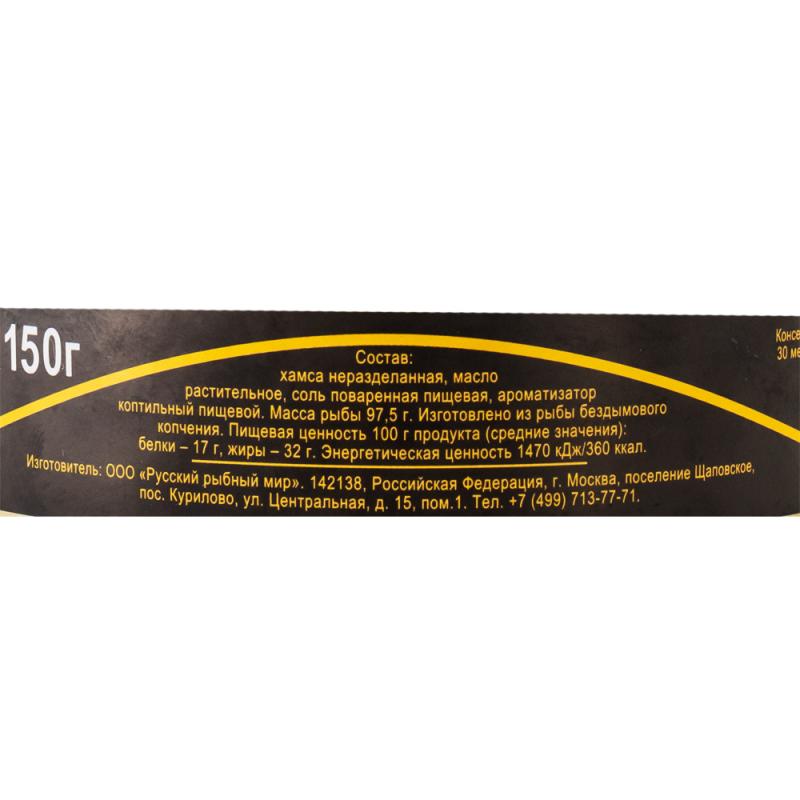 150г
Состав:
хамса неразделанная, масло
растительное, соль поваренная пищевая, ароматизатор
коптильный пищевой. Масса рыбы 97,5 г. Изготовлено из рыбы бездымового
копчения. Пищевая ценность 100 г продукта (средние значения):
белки – 17 г, жиры – 32 г. Энергетическая ценность 1470 кДж/360 ккал.
Изготовитель: ООО «Русский рыбный мир». 142138, Российская Федерация, г. Москва, поселение Щаповское,
пос. Курилово, ул. Центральная, д. 15, пом.1. Тел. +7 (499) 713-77-71.
Консе
30 ме